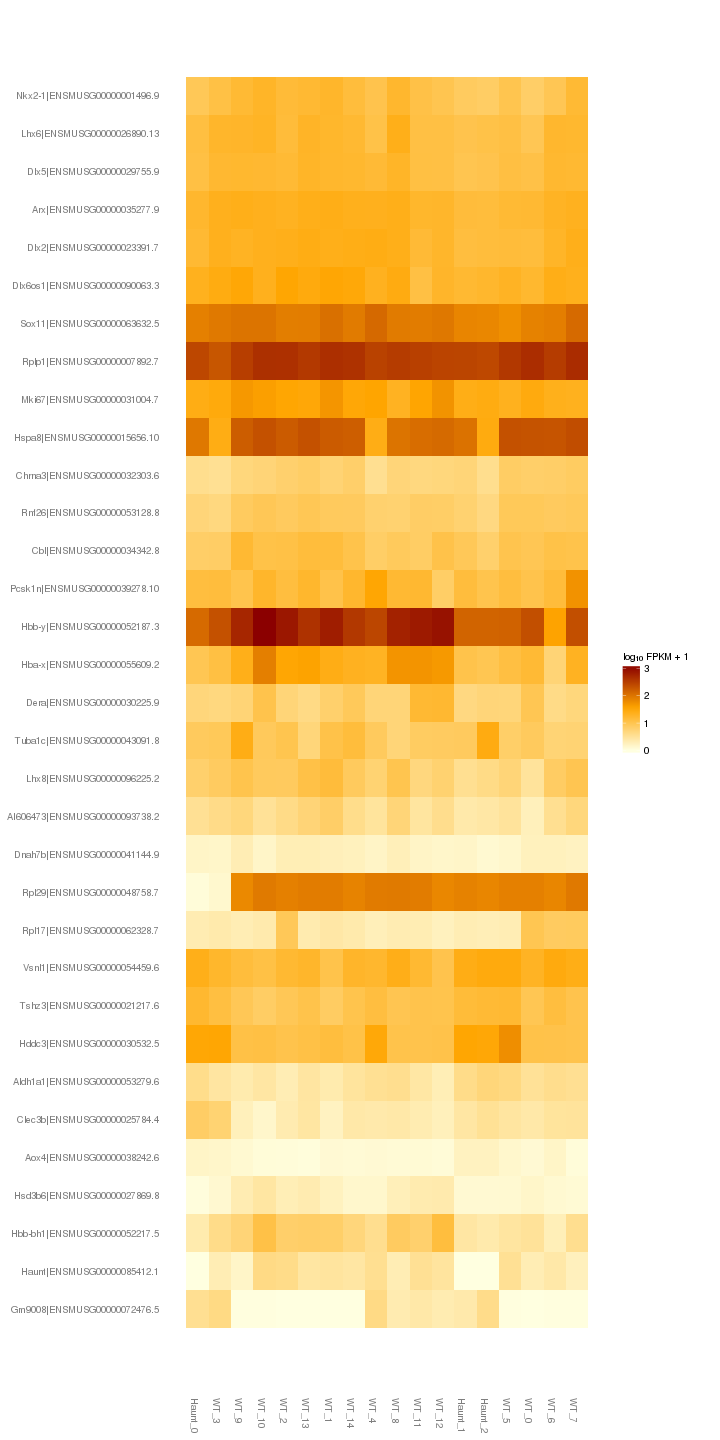 Nkx2-1|ENSMUSG00000001496.9
Lhx6|ENSMUSG00000026890.13
Dlx5|ENSMUSG00000029755.9
Arx|ENSMUSG00000035277.9
Dlx2|ENSMUSG00000023391.7
Dlx6os1|ENSMUSG00000090063.3
Sox11|ENSMUSG00000063632.5
Rplp1|ENSMUSG00000007892.7
Mki67|ENSMUSG00000031004.7
Hspa8|ENSMUSG00000015656.10
Chrna3|ENSMUSG00000032303.6
Rnf26|ENSMUSG00000053128.8
Cbl|ENSMUSG00000034342.8
Pcsk1n|ENSMUSG00000039278.10
Hbb-y|ENSMUSG00000052187.3
Hba-x|ENSMUSG00000055609.2
Dera|ENSMUSG00000030225.9
Tuba1c|ENSMUSG00000043091.8
Lhx8|ENSMUSG00000096225.2
AI606473|ENSMUSG00000093738.2
Dnah7b|ENSMUSG00000041144.9
Rpl29|ENSMUSG00000048758.7
Rpl17|ENSMUSG00000062328.7
Vsnl1|ENSMUSG00000054459.6
Tshz3|ENSMUSG00000021217.6
Hddc3|ENSMUSG00000030532.5
Aldh1a1|ENSMUSG00000053279.6
Clec3b|ENSMUSG00000025784.4
Aox4|ENSMUSG00000038242.6
Hsd3b6|ENSMUSG00000027869.8
Hbb-bh1|ENSMUSG00000052217.5
Haunt|ENSMUSG00000085412.1
Gm9008|ENSMUSG00000072476.5
log₁₀ FPKM + 1
3
2
1
0
Haunt_0
WT_3
WT_9
WT_10
WT_2
WT_13
WT_1
WT_14
WT_4
WT_8
WT_11
WT_12
Haunt_1
Haunt_2
WT_5
WT_0
WT_6
WT_7